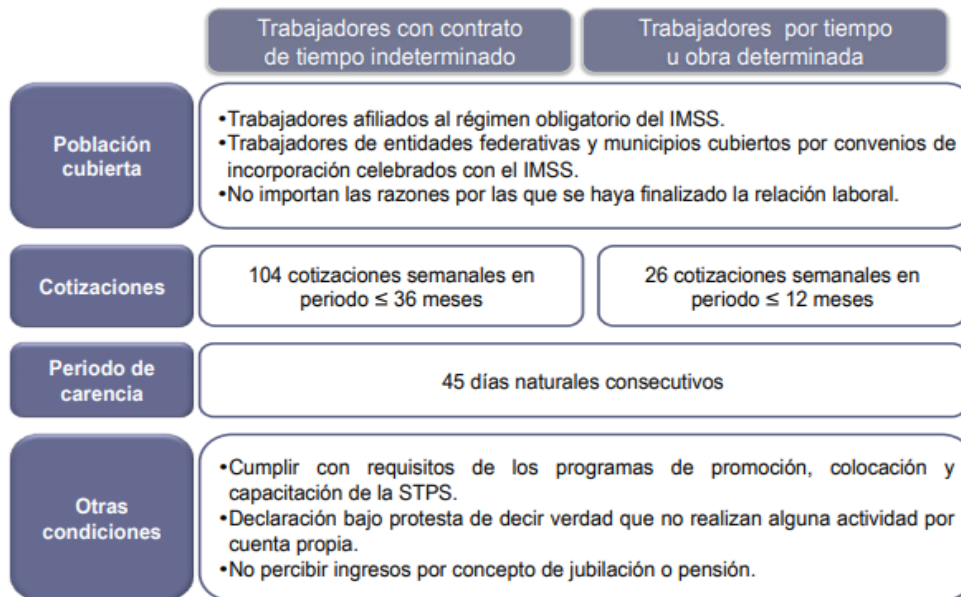 Trabajadores con contrato
de tiempo indeterminado
Trabajadores por tiempo
u obra determinada
Población
cubierta
•Trabajadores afiliados al régimen obligatorio del IMSS.
•Trabajadores de entidades federativas y municipios cubiertos por convenios de
incorporación celebrados con el IMSS.
•No importan las razones por las que se haya finalizado la relación laboral.
Cotizaciones
104 cotizaciones semanales en
periodo ≤ 36 meses
26 cotizaciones semanales en
periodo ≤ 12 meses
Periodo de
carencia
45 días naturales consecutivos
Otras
condiciones
•Cumplir con requisitos de los programas de promoción, colocación y
capacitación de la STPS.
•Declaración bajo protesta de decir verdad que no realizan alguna actividad por
cuenta propia.
•No percibir ingresos por concepto de jubilación o pensión.